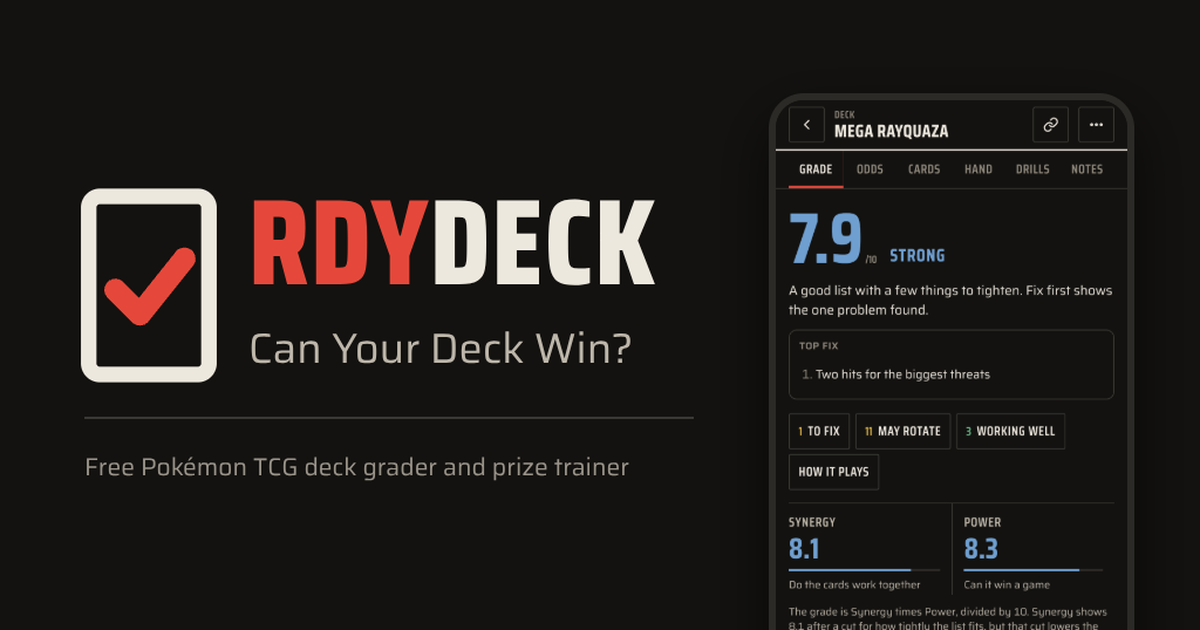 RDYDECK
Can Your Deck Win?
Free Pokémon TCG deck grader and prize trainer
DECK
MEGA RAYQUAZA
GRADE ODDS CARDS HAND DRILLS NOTES
7.9 /10 STRONG
A good list with a few things to tighten. Fix first shows
the one problem found.
TOP FIX
1. Two hits for the biggest threats
1 TO FIX 11 MAY ROTATE 3 WORKING WELL
HOW IT PLAYS
SYNERGY POWER
8.1 8.3
Do the cards work together Can it win a game
The grade is Synergy times Power, divided by 10. Synergy shows
8.1 after a cut for how tightly the list fits, but that cut lowers the